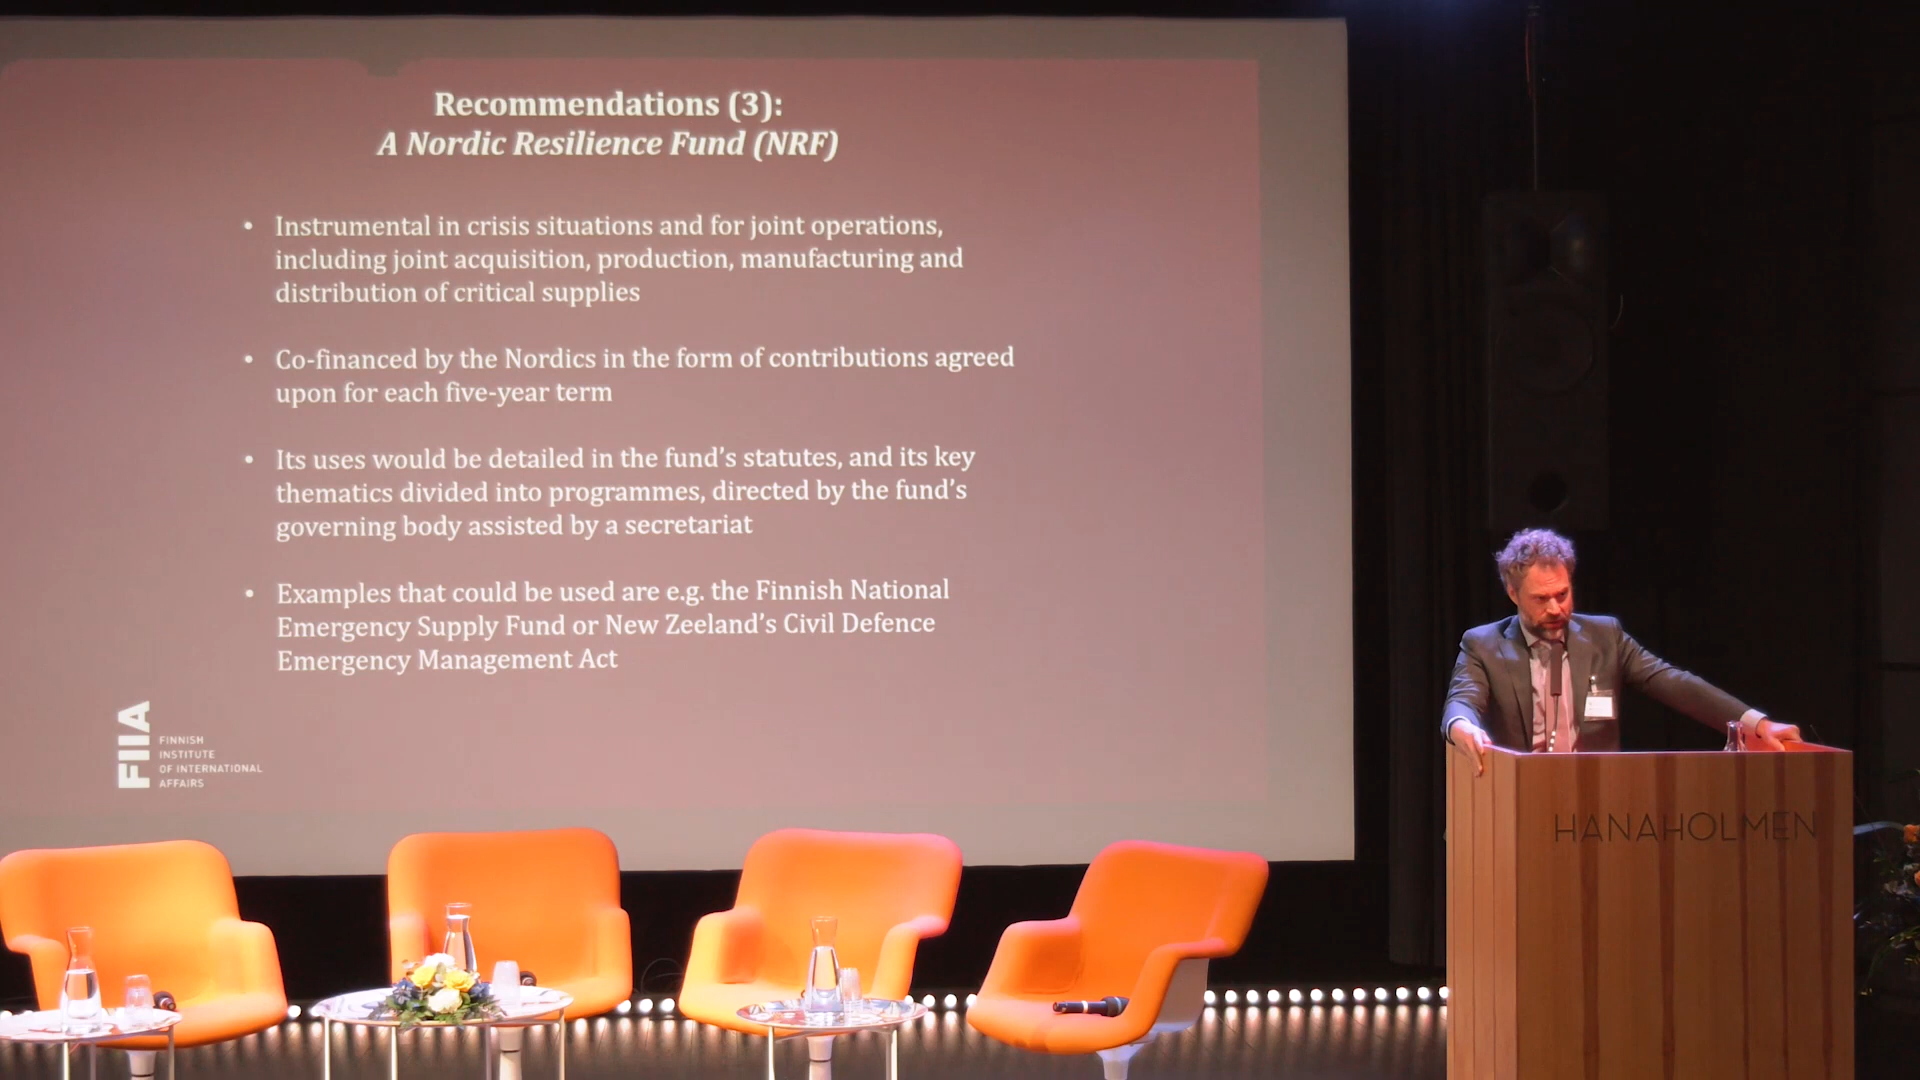 Recommendations (3):
A Nordic Resilience Fund (NRF)
• Instrumental in crisis situations and for joint operations,
including joint acquisition, production, manufacturing and
distribution of critical supplies
• Co-financed by the Nordics in the form of contributions agreed
upon for each five-year term
• Its uses would be detailed in the fund’s statutes, and its key
thematics divided into programmes, directed by the fund’s
governing body assisted by a secretariat
• Examples that could be used are e.g. the Finnish National
Emergency Supply Fund or New Zeeland’s Civil Defence
Emergency Management Act
FIIA
FINNISH
INSTITUTE
OF INTERNATIONAL
AFFAIRS
HANAHOLMEN